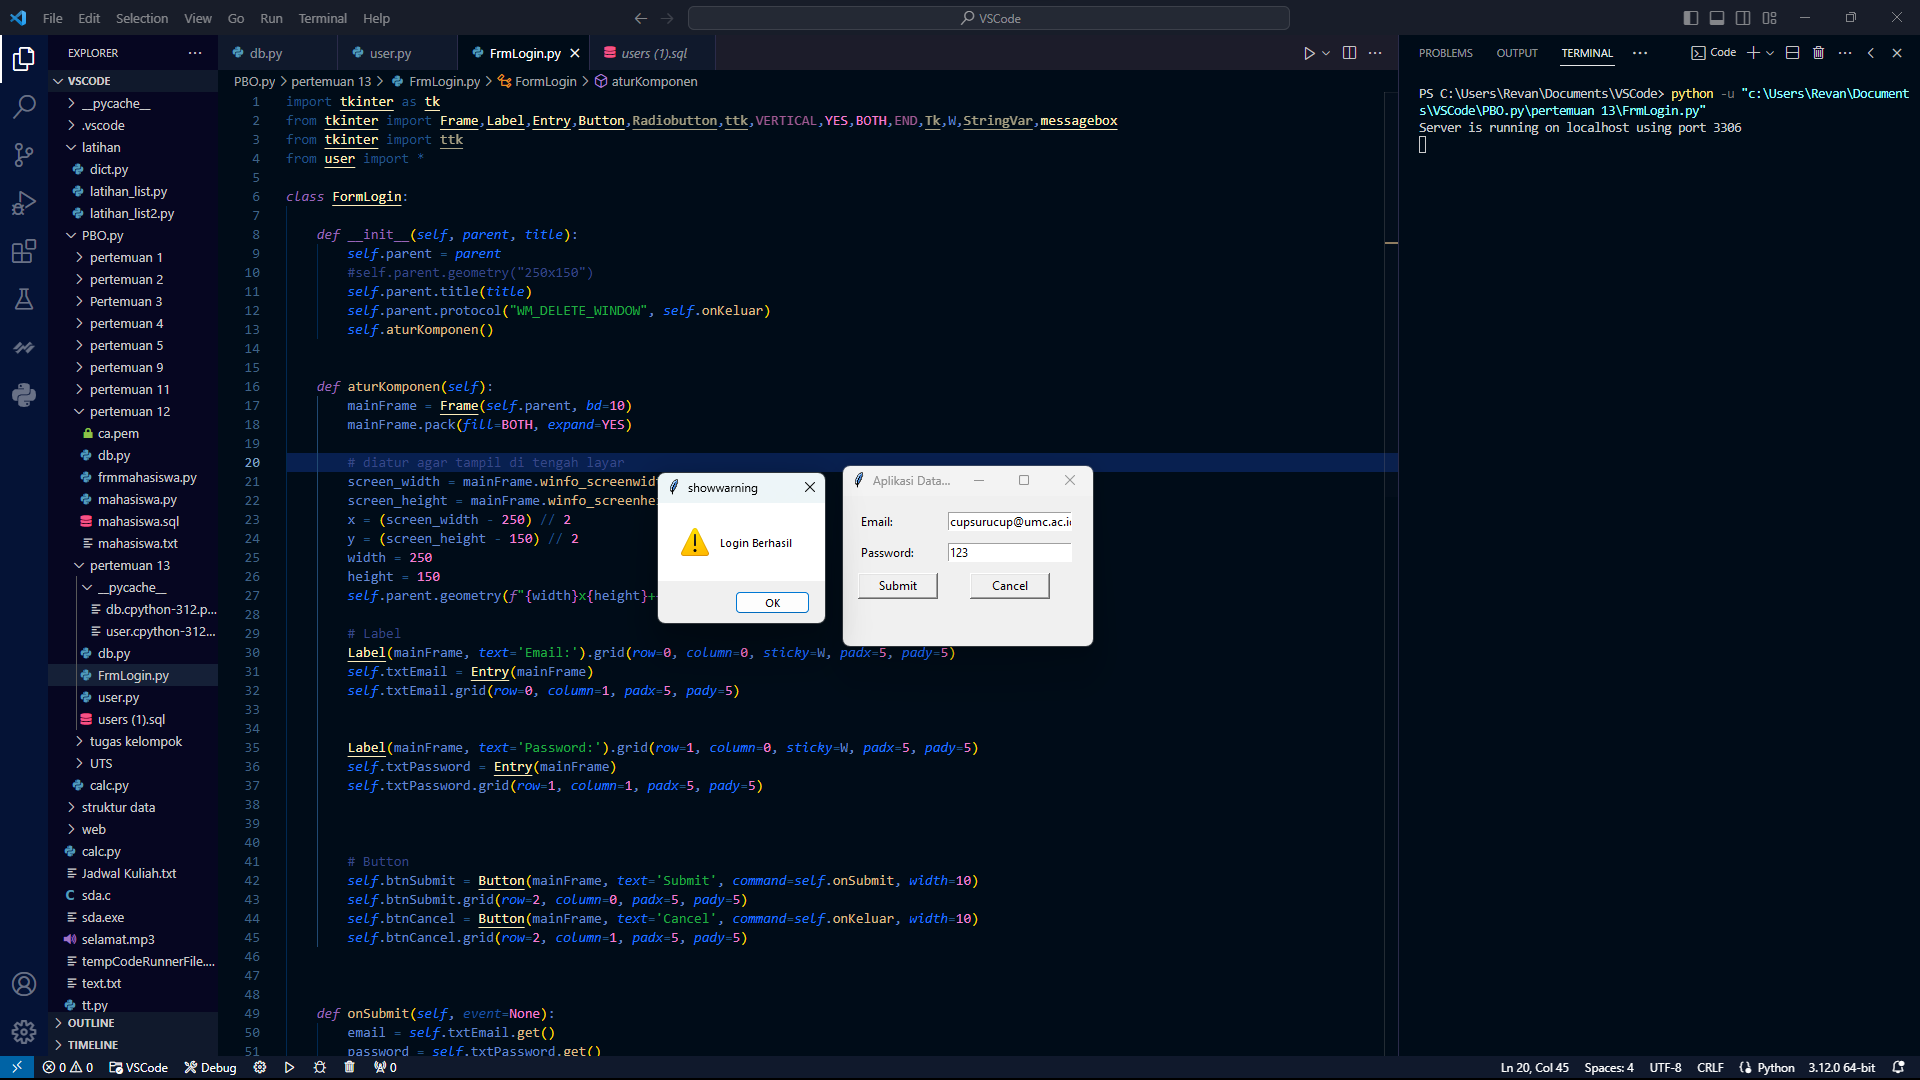 File Edit Selection View Go Run Terminal Help
VSCode
EXPLORER
VSCODE
__pycache__
.vscode
latihan
dict.py
latihan_list.py
latihan_list2.py
PBO.py
pertemuan 1
pertemuan 2
Pertemuan 3
pertemuan 4
pertemuan 5
pertemuan 9
pertemuan 11
pertemuan 12
ca.pem
db.py
frmmahasiswa.py
mahasiswa.py
mahasiswa.sql
mahasiswa.txt
pertemuan 13
__pycache__
db.cpython-312.p...
user.cpython-312...
db.py
FrmLogin.py
user.py
users (1).sql
tugas kelompok
UTS
calc.py
struktur data
web
calc.py
Jadwal Kuliah.txt
sda.c
sda.exe
selamat.mp3
tempCodeRunnerFile....
text.txt
tt.py
OUTLINE
TIMELINE
db.py user.py FrmLogin.py users (1).sql
PBO.py > pertemuan 13 > FrmLogin.py > FormLogin > aturKomponen
1 import tkinter as tk
2 from tkinter import Frame,Label,Entry,Button,Radiobutton,ttk,VERTICAL,YES,BOTH,END,Tk,W,StringVar,messagebox
3 from tkinter import ttk
4 from user import *
5
6 class FormLogin:
7
8 def __init__(self, parent, title):
9 self.parent = parent
10 #self.parent.geometry("250x150")
11 self.parent.title(title)
12 self.parent.protocol("WM_DELETE_WINDOW", self.onKeluar)
13 self.aturKomponen()
14
15
16 def aturKomponen(self):
17 mainFrame = Frame(self.parent, bd=10)
18 mainFrame.pack(fill=BOTH, expand=YES)
19
20 # diatur agar tampil di tengah layar
21 screen_width = mainFrame.winfo_screenwid
22 screen_height = mainFrame.winfo_screenhe
23 x = (screen_width - 250) // 2
24 y = (screen_height - 150) // 2
25 width = 250
26 height = 150
27 self.parent.geometry(f"{width}x{height}+
28
29 # Label
30 Label(mainFrame, text='Email:').grid(row=0, column=0, sticky=W, padx=5, pady=5)
31 self.txtEmail = Entry(mainFrame)
32 self.txtEmail.grid(row=0, column=1, padx=5, pady=5)
33
34
35 Label(mainFrame, text='Password:').grid(row=1, column=0, sticky=W, padx=5, pady=5)
36 self.txtPassword = Entry(mainFrame)
37 self.txtPassword.grid(row=1, column=1, padx=5, pady=5)
38
39
40
41 # Button
42 self.btnSubmit = Button(mainFrame, text='Submit', command=self.onSubmit, width=10)
43 self.btnSubmit.grid(row=2, column=0, padx=5, pady=5)
44 self.btnCancel = Button(mainFrame, text='Cancel', command=self.onKeluar, width=10)
45 self.btnCancel.grid(row=2, column=1, padx=5, pady=5)
46
47
48
49 def onSubmit(self, event=None):
50 email = self.txtEmail.get()
51 password = self.txtPassword.get()
showwarning
Login Berhasil
OK
Aplikasi Data...
Email: cupsurucup@umc.ac.i
Password: 123
Submit Cancel
PROBLEMS OUTPUT TERMINAL
Code
PS C:\Users\Revan\Documents\VSCode> python -u "c:\Users\Revan\Document
s\VSCode\PBO.py\pertemuan 13\FrmLogin.py"
Server is running on localhost using port 3306
0 0 VSCode Debug 0
Ln 20, Col 45 Spaces: 4 UTF-8 CRLF Python 3.12.0 64-bit